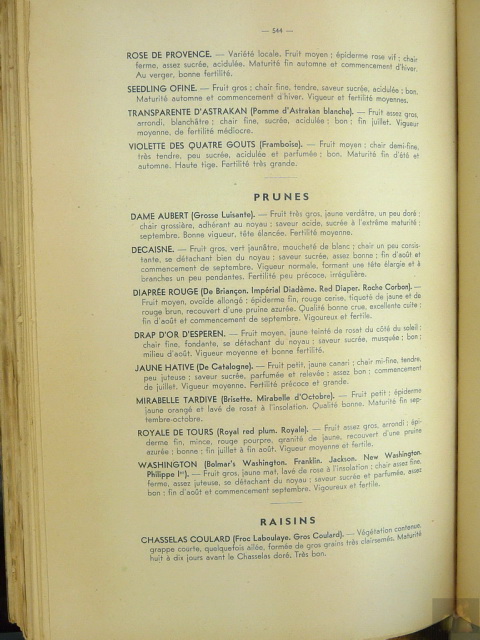 — 544 —
ROSE DE PROVENCE. — Variété locale. Fruit moyen ; épiderme rose vif ; chair
ferme, assez sucrée, acidulée. Maturité fin automne et commencement d'hiver.
Au verger, bonne fertilité.
SEEDLING OFINE. — Fruit gros ; chair fine, tendre, saveur sucrée, acidulée ; bon.
Maturité automne et commencement d'hiver. Vigueur et fertilité moyennes.
TRANSPARENTE D'ASTRAKAN (Pomme d'Astrakan blanche). — Fruit assez gros,
arrondi, blanchâtre ; chair fine, sucrée, acidulée ; bon ; fin juillet. Vigueur
moyenne, de fertilité médiocre.
VIOLETTE DES QUATRE GOUTS (Framboise). — Fruit moyen ; chair demi-fine,
très tendre, peu sucrée, acidulée et parfumée ; bon. Maturité fin d'été et
automne. Haute tige. Fertilité très grande.
PRUNES
DAME AUBERT (Grosse Luisante). — Fruit très gros, jaune verdâtre, un peu doré ;
chair grossière, adhérant au noyau ; saveur acide, sucrée à l'extrême maturité ;
septembre. Bonne vigueur, tête élancée. Fertilité moyenne.
DECAISNE. — Fruit gros, vert jaunâtre, moucheté de blanc ; chair un peu consis-
tante, se détachant bien du noyau ; saveur sucrée, assez bonne ; fin d'août et
commencement de septembre. Vigueur normale, formant une tête élargie et à
branches un peu pendantes. Fertilité peu précoce, irrégulière.
DIAPRÉE ROUGE (De Briançon. Impérial Diadème. Red Diaper. Roche Corbon). —
Fruit moyen, ovoïde allongé ; épiderme fin, rouge cerise, tiqueté de jaune et de
rouge brun, recouvert d'une pruine azurée. Qualité bonne crue, excellente cuite ;
fin d'août et commencement de septembre. Vigoureux et fertile.
DRAP D'OR D'ESPEREN. — Fruit moyen, jaune teinté de rosat du côté du soleil ;
chair fine, fondante, se détachant du noyau ; saveur sucrée, musquée ; bon ;
milieu d'août. Vigueur moyenne et bonne fertilité.
JAUNE HATIVE (De Catalogne). — Fruit petit, jaune canari ; chair mi-fine, tendre,
peu juteuse ; saveur sucrée, parfumée et relevée ; assez bon ; commencement
de juillet. Vigueur moyenne. Fertilité précoce et grande.
MIRABELLE TARDIVE (Brisette. Mirabelle d'Octobre). — Fruit petit ; épiderme
jaune orangé et lavé de rosat à l'insolation. Qualité bonne. Maturité fin sep-
tembre-octobre.
ROYALE DE TOURS (Royal red plum. Royale). — Fruit assez gros, arrondi ; épi-
derme fin, mince, rouge pourpre, granité de jaune, recouvert d'une pruine
azurée ; bonne ; fin juillet à fin août. Vigueur moyenne et fertile.
WASHINGTON (Bolmar's Washington. Franklin. Jackson. New Washington.
Philippe Ier). — Fruit gros, jaune mat, lavé de rose à l'insolation ; chair assez fine,
ferme, assez juteuse, se détachant du noyau ; saveur sucrée et parfumée, assez
bon ; fin d'août et commencement septembre. Vigoureux et fertile.
RAISINS
CHASSELAS COULARD (Froc Laboulaye. Gros Coulard). — Végétation contenue,
grappe courte, quelquefois ailée, formée de gros grains très clairsemés. Maturité
huit à dix jours avant le Chasselas doré. Très bon.